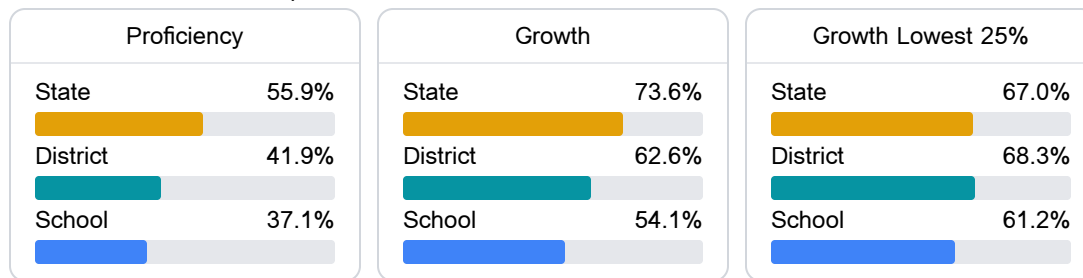 Proficiency
State 55.9%
District 41.9%
School 37.1%
Growth
State 73.6%
District 62.6%
School 54.1%
Growth Lowest 25%
State 67.0%
District 68.3%
School 61.2%